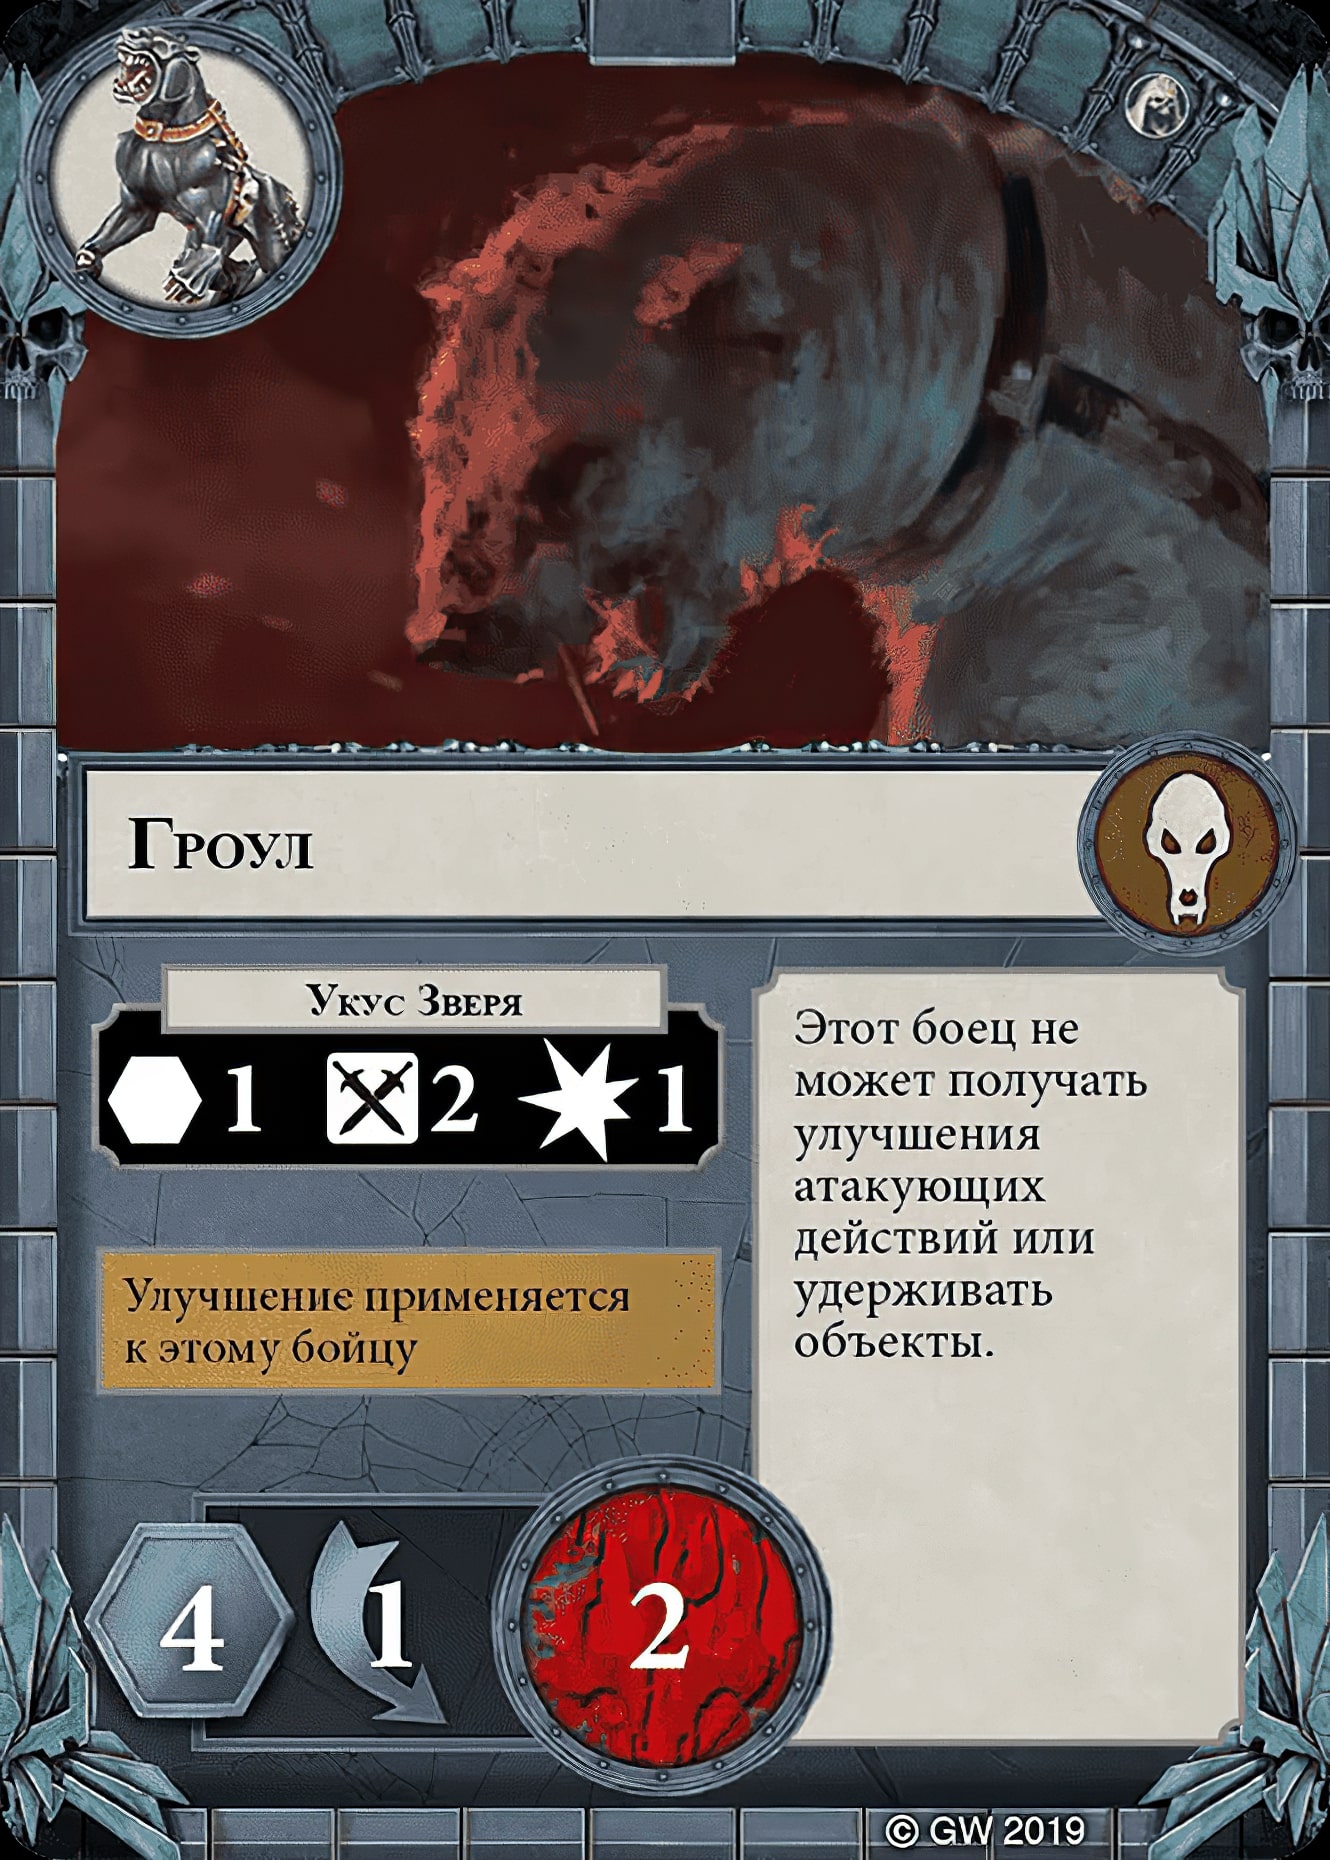 Гроул
Укус Зверя
1 2 1
Этот боец не
может получать
улучшения
атакующих
действий или
удерживать
объекты.
Улучшение применяется
к этому бойцу
4 1 2
© GW 2019